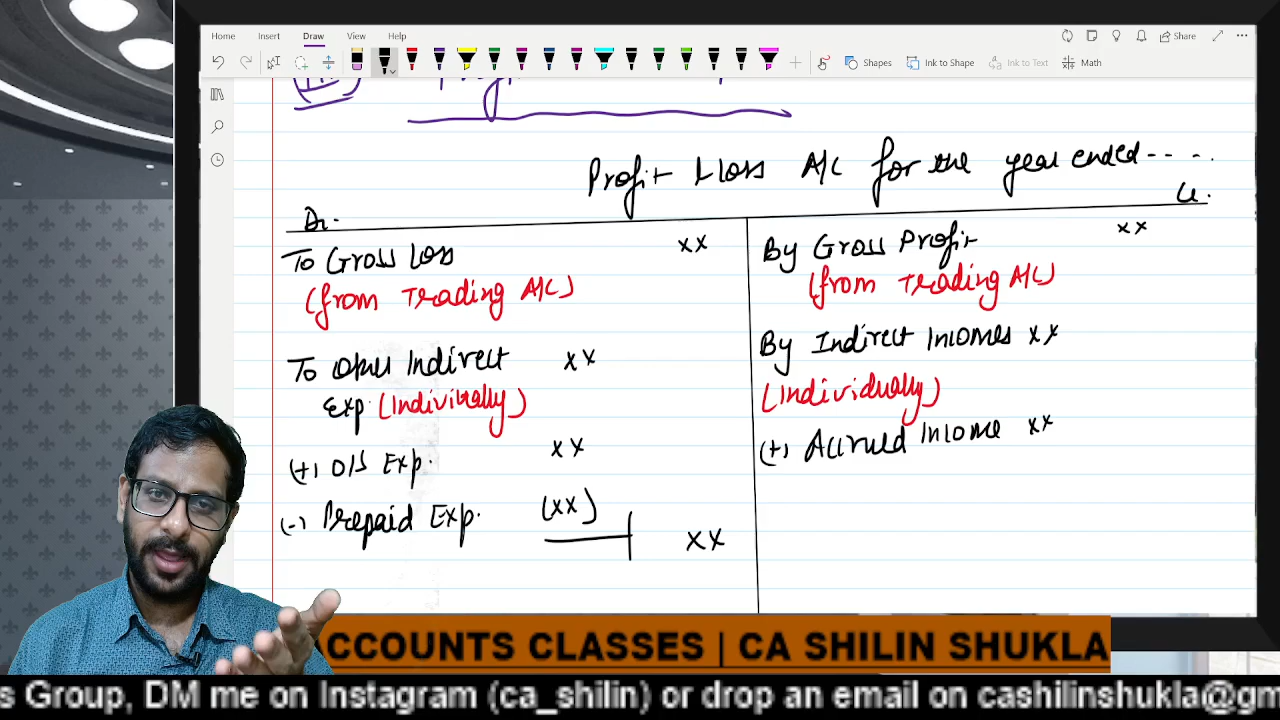 Home Insert Draw View Help
Share
Shapes Ink to Shape Ink to Text Math
Profit & Loss A/c for the year ended-- - .
Dr.
To Gross Loss xx
(from Trading A/c)
To other Indirect xx
Exp. (Indivirally)
(+) O/S Exp. xx
(-) Prepaid Exp. (xx) xx
By Gross Profit xx
(from Trading A/c)
By Indirect Incomes xx
(Individually)
(+) Accrued Income xx
CCOUNTS CLASSES | CA SHILIN SHUKLA
s Group, DM me on Instagram (ca_shilin) or drop an email on cashilinshukla@gm